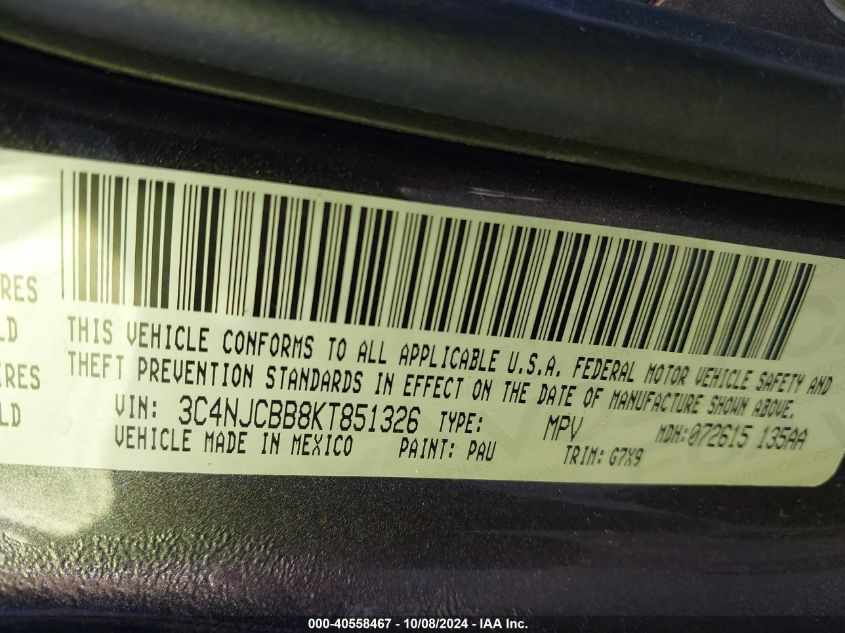 RES
LD
IRES
LD
THIS VEHICLE CONFORMS TO ALL APPLICABLE U.S.A. FEDERAL MOTOR VEHICLE SAFETY AND
THEFT PREVENTION STANDARDS IN EFFECT ON THE DATE OF MANUFACTURE SHOWN ABOVE.
VIN: 3C4NJCBB8KT851326 TYPE: MPV MDH:072615 135AA
VEHICLE MADE IN MEXICO PAINT: PAU TRIM: G7X9
000-40558467 - 10/08/2024 - IAA Inc.